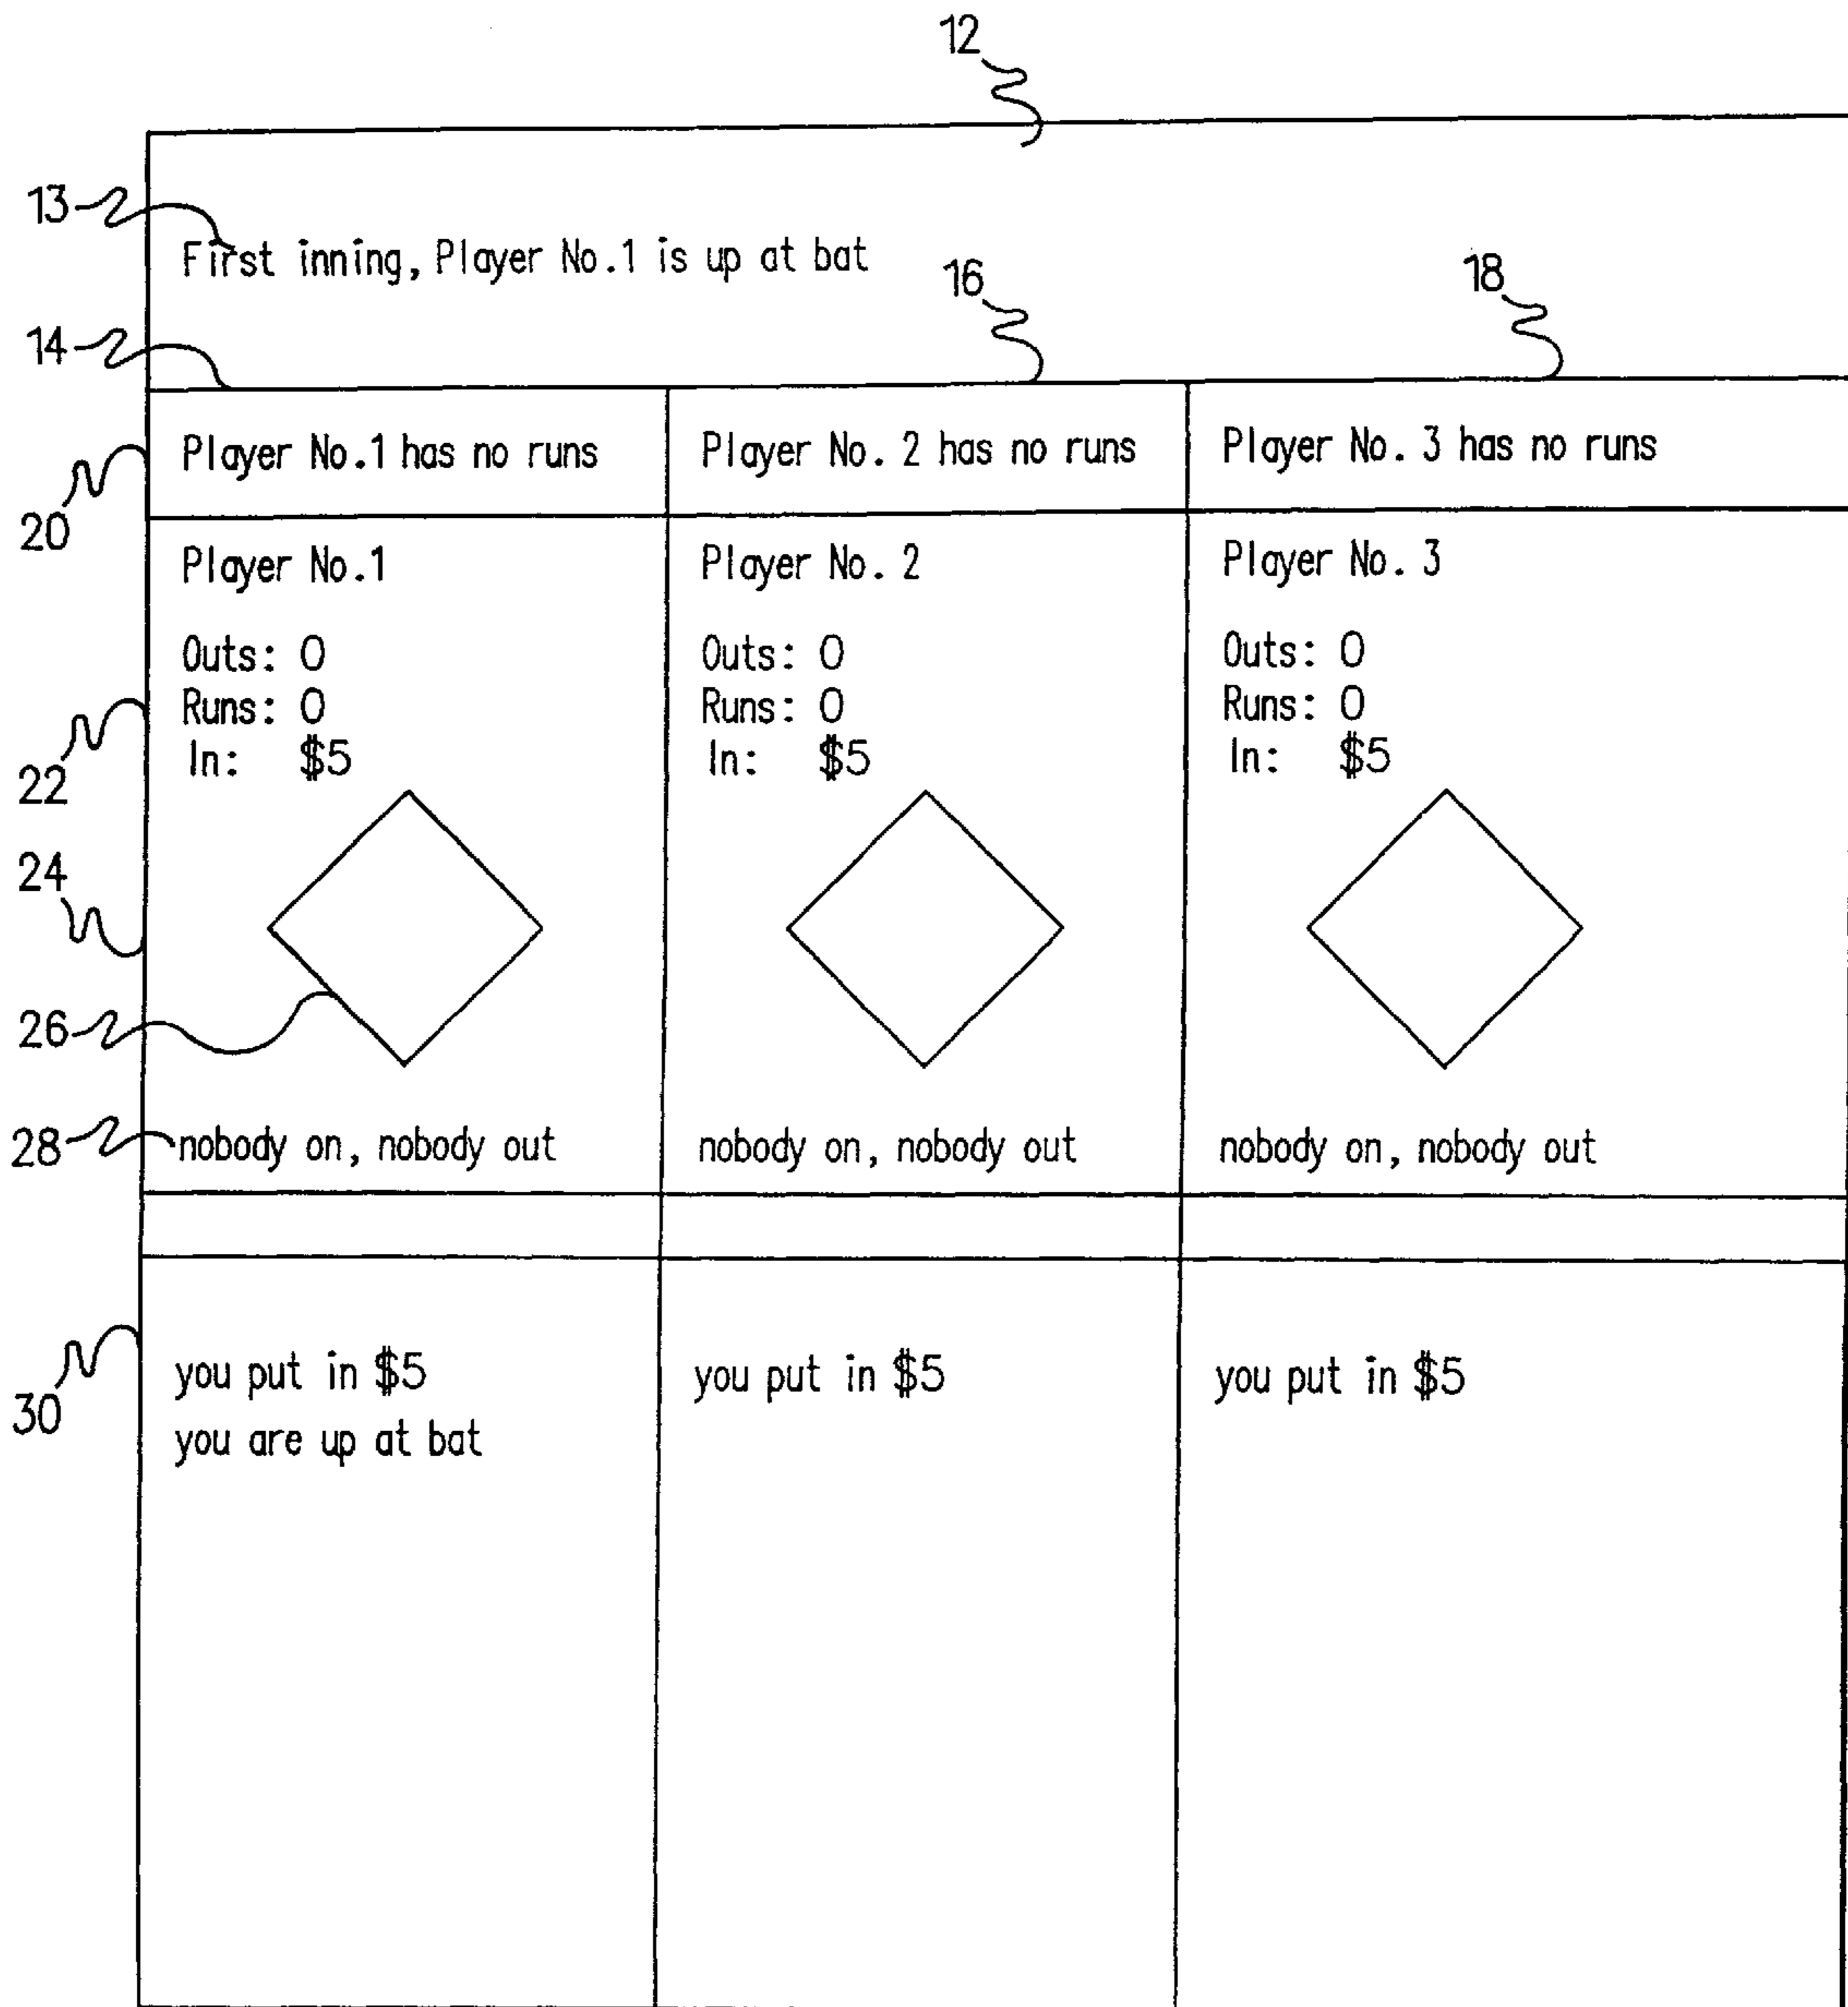 12
13
First inning, Player No.1 is up at bat
16
18
14
Player No.1 has no runs
Player No. 2 has no runs
Player No. 3 has no runs
20
Player No.1
Outs: 0
Runs: 0
In: $5
Player No. 2
Outs: 0
Runs: 0
In: $5
Player No. 3
Outs: 0
Runs: 0
In: $5
22
24
26
28
nobody on, nobody out
nobody on, nobody out
nobody on, nobody out
30
you put in $5
you are up at bat
you put in $5
you put in $5